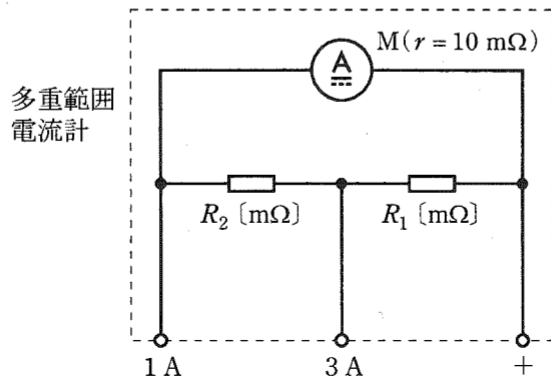 M(r = 10 mΩ)
A
多重範囲
電流計
R₂ 〔mΩ〕
R₁ 〔mΩ〕
1 A
3 A
+